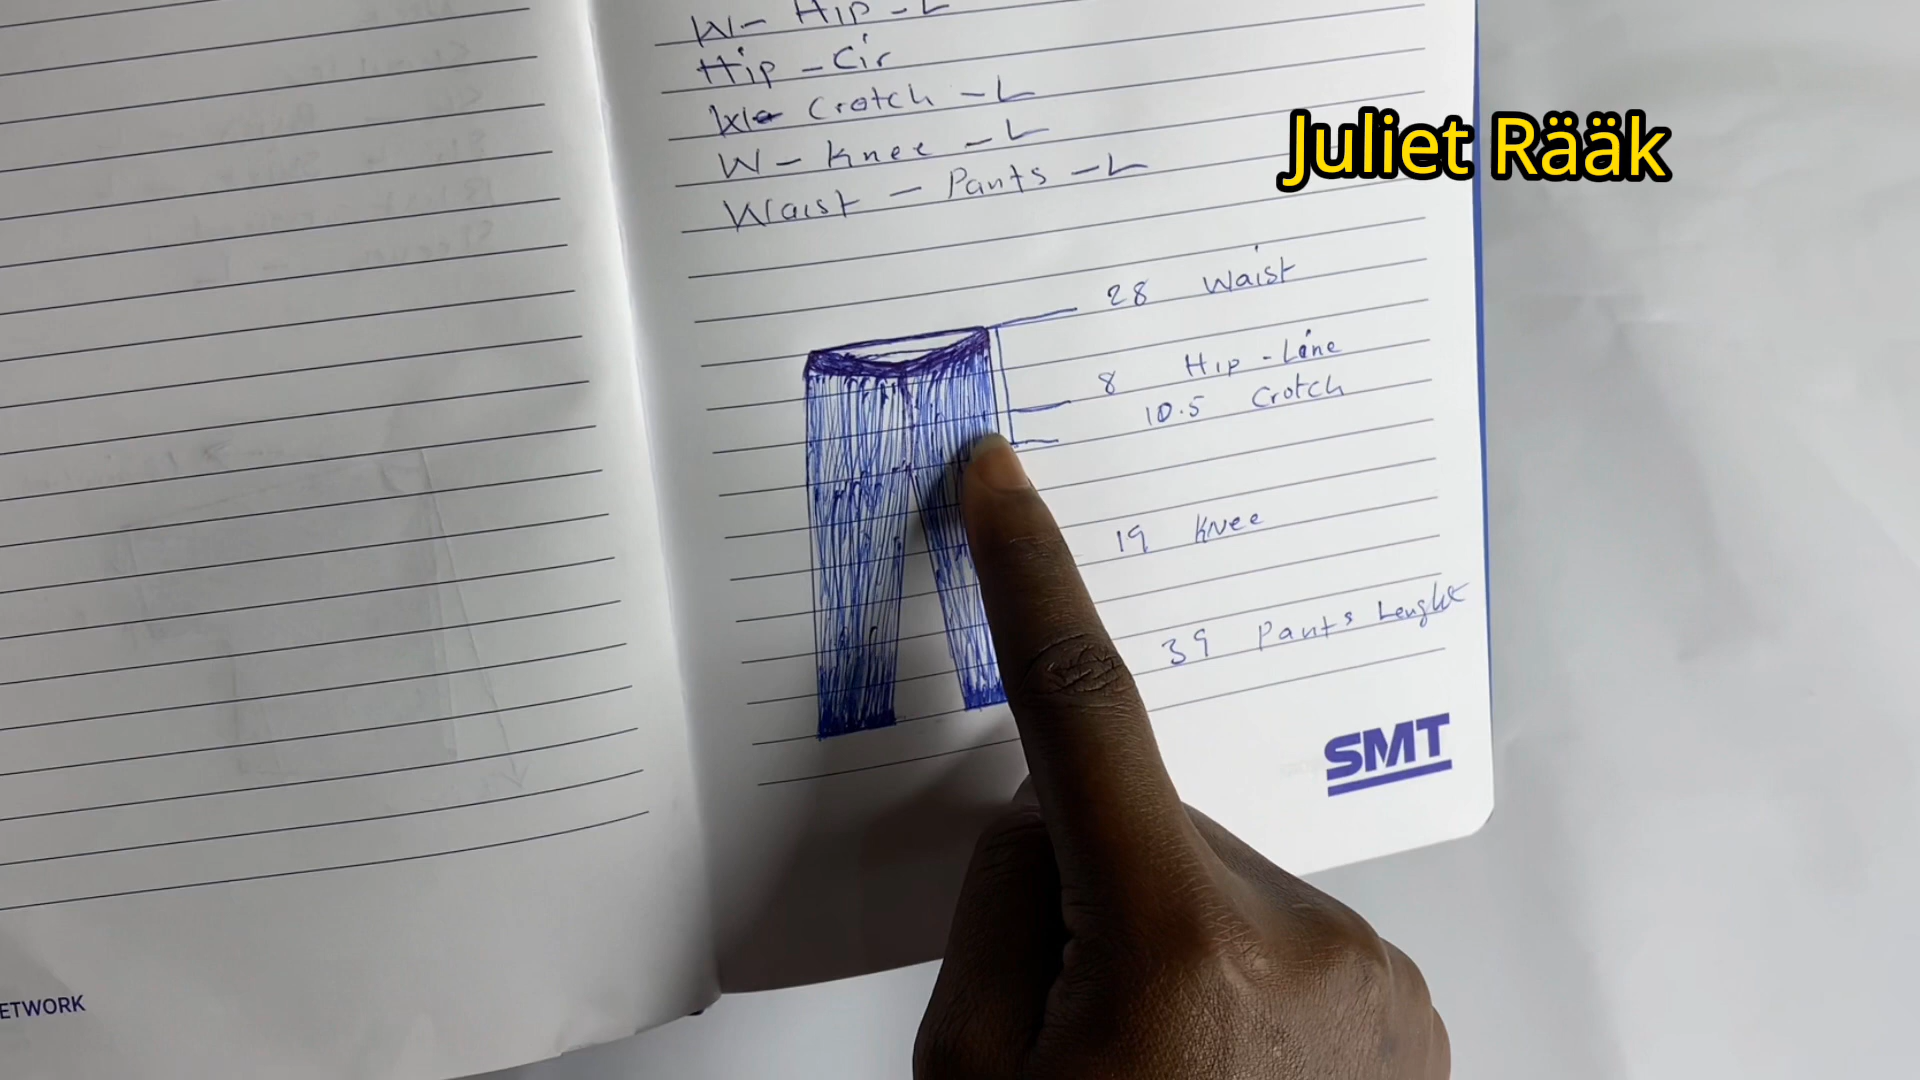 W - Hip - L
Hip - Cir
W - Crotch - L
W - Knee - L
Waist - Pants - L
Juliet Rääk
28 Waist
8 Hip - Line
10.5 Crotch
19 Knee
39 Pants Lenght
SMT
ETWORK